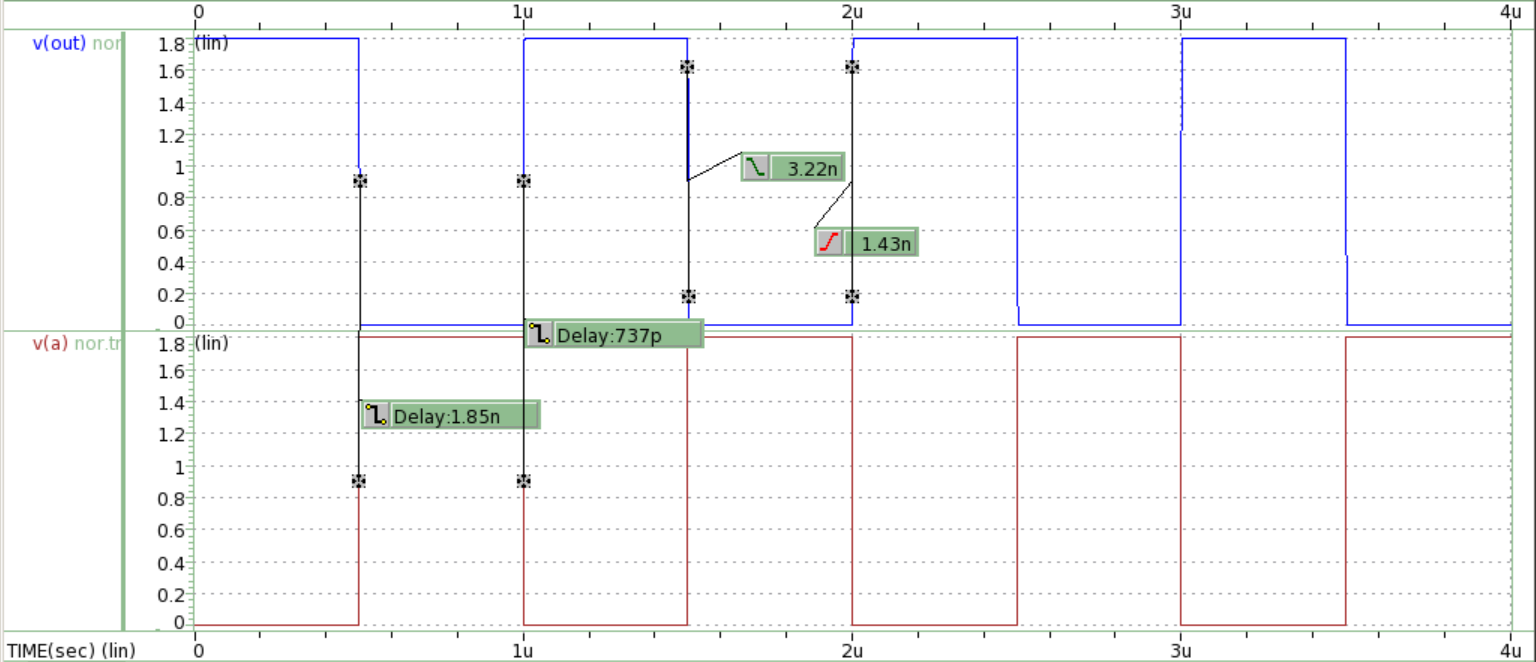 0 1u 2u 3u 4u
v(out) nor
1.8 (lin)
1.6
1.4
1.2
1
0.8
0.6
0.4
0.2
0
3.22n
1.43n
Delay:737p
v(a) nor.tr
1.8 (lin)
1.6
1.4
1.2
1
0.8
0.6
0.4
0.2
0
Delay:1.85n
TIME(sec) (lin) 0 1u 2u 3u 4u